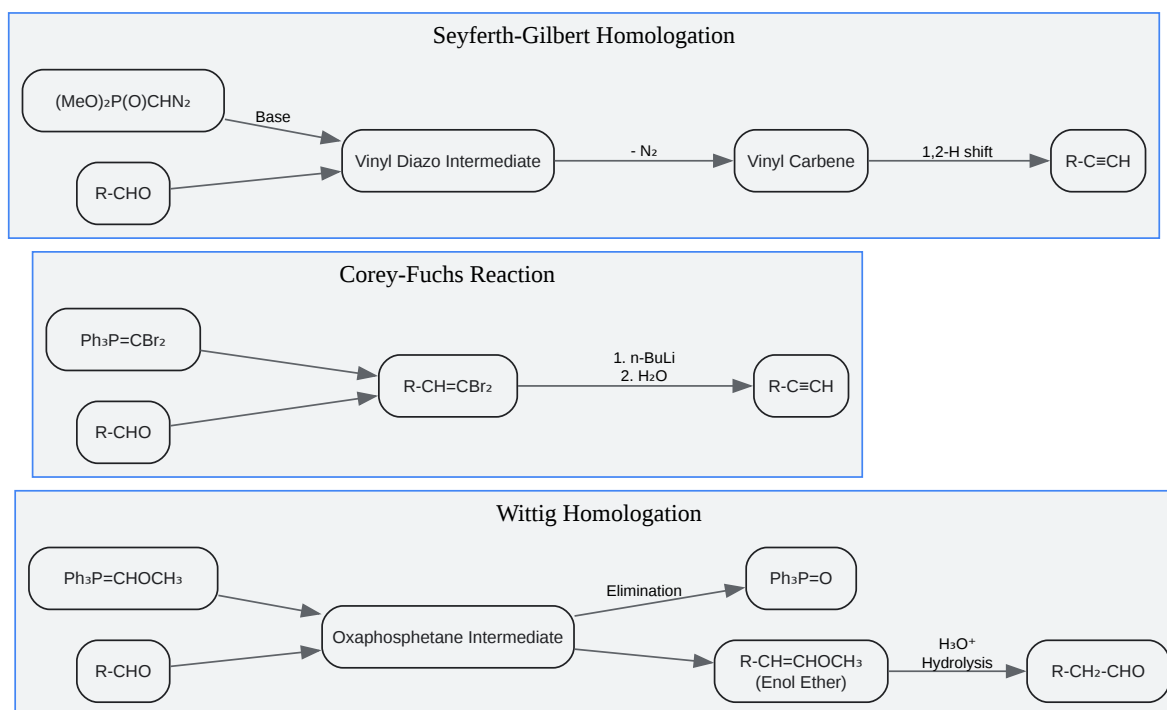 Seyferth-Gilbert Homologation
(MeO)₂P(O)CHN₂
Base
R-CHO
Vinyl Diazo Intermediate
- N₂
Vinyl Carbene
1,2-H shift
R-C≡CH
Corey-Fuchs Reaction
Ph₃P=CBr₂
R-CHO
R-CH=CBr₂
1. n-BuLi
2. H₂O
R-C≡CH
Wittig Homologation
Ph₃P=CHOCH₃
R-CHO
Oxaphosphetane Intermediate
Elimination
Ph₃P=O
R-CH=CHOCH₃
(Enol Ether)
H₃O⁺
Hydrolysis
R-CH₂-CHO